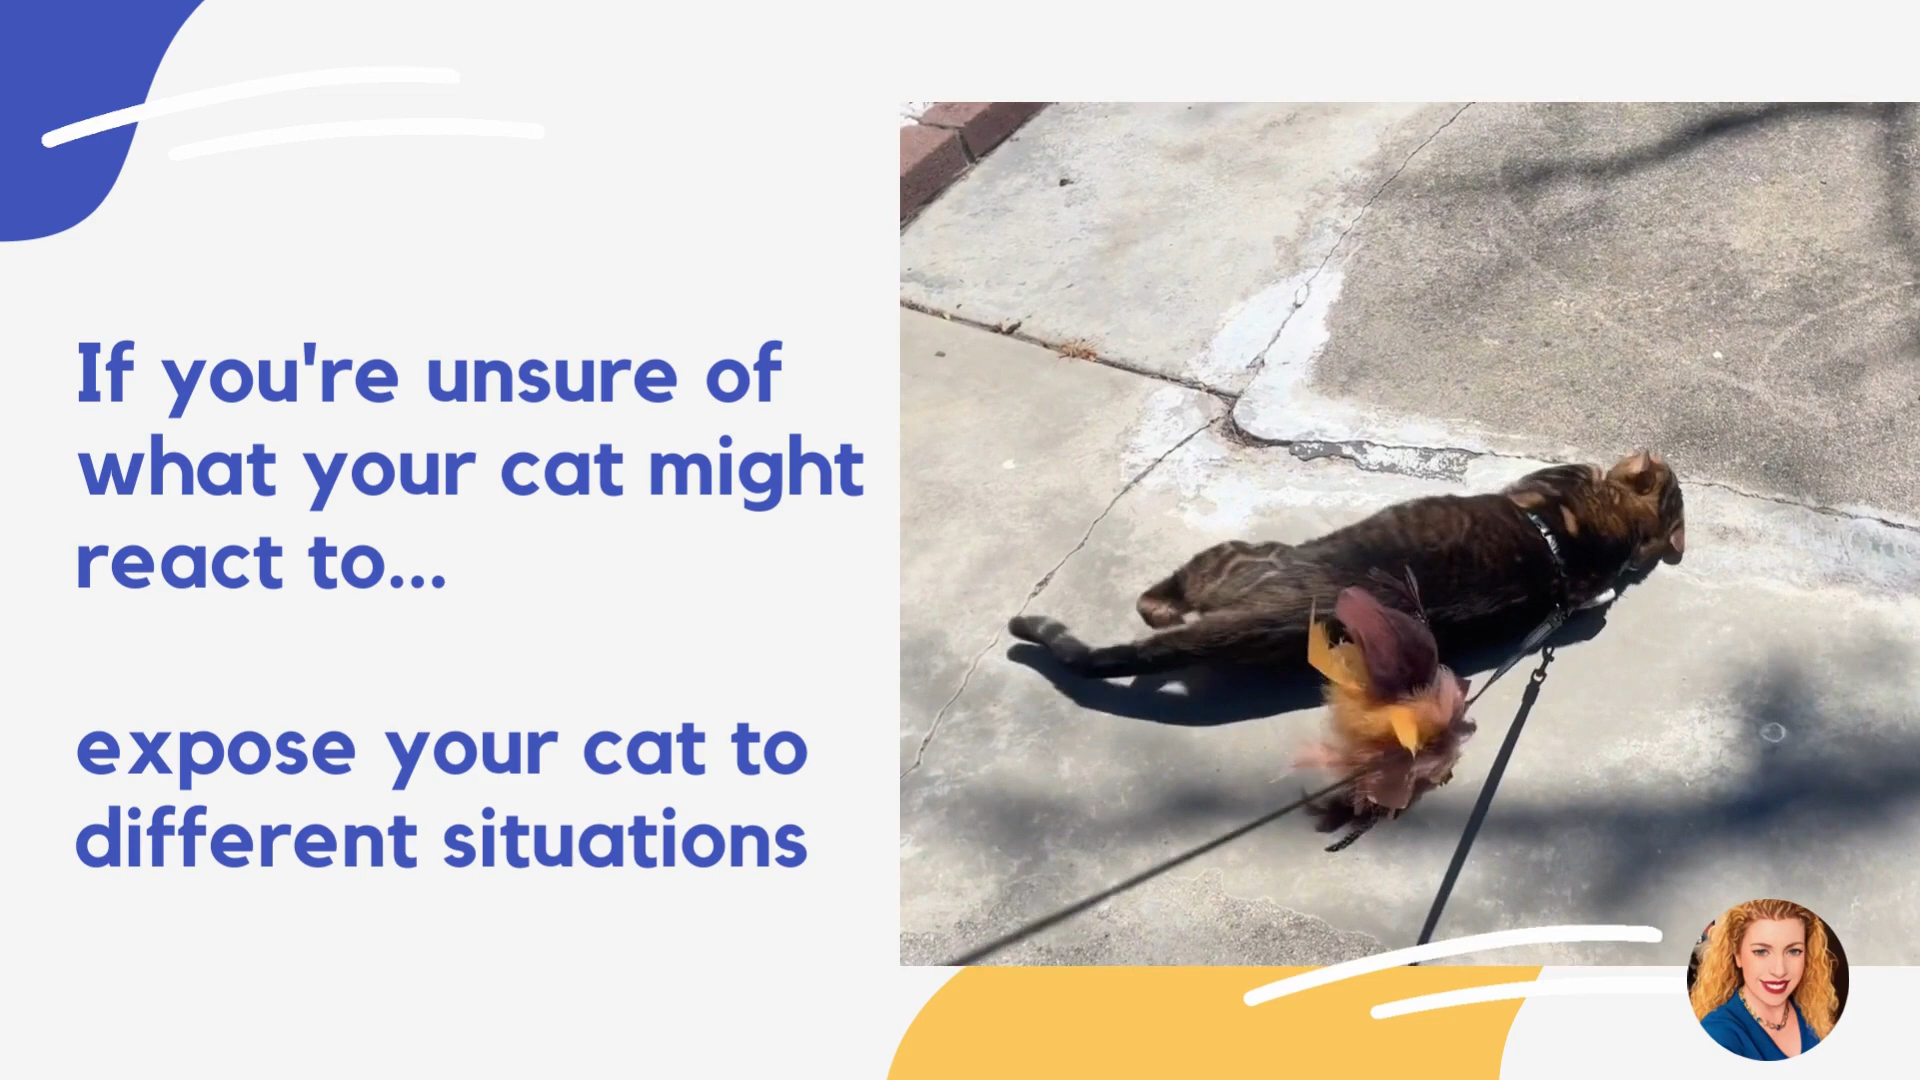 If you're unsure of
what your cat might
react to...
expose your cat to
different situations